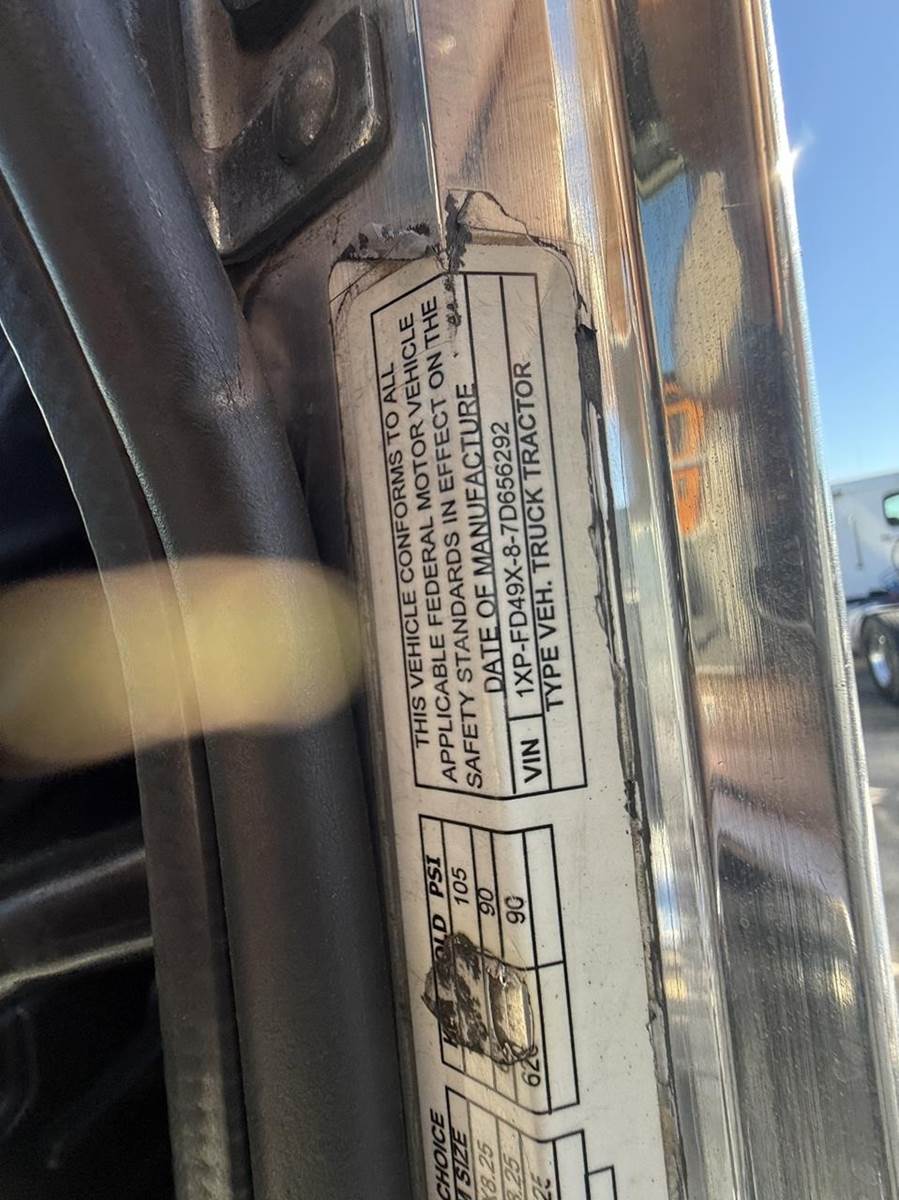 THIS VEHICLE CONFORMS TO ALL
APPLICABLE FEDERAL MOTOR VEHICLE
SAFETY STANDARDS IN EFFECT ON THE
DATE OF MANUFACTURE
VIN 1XP-FD49X-8-7D656292
TYPE VEH. TRUCK TRACTOR
PSI
105
90
90
CHOICE
SIZE